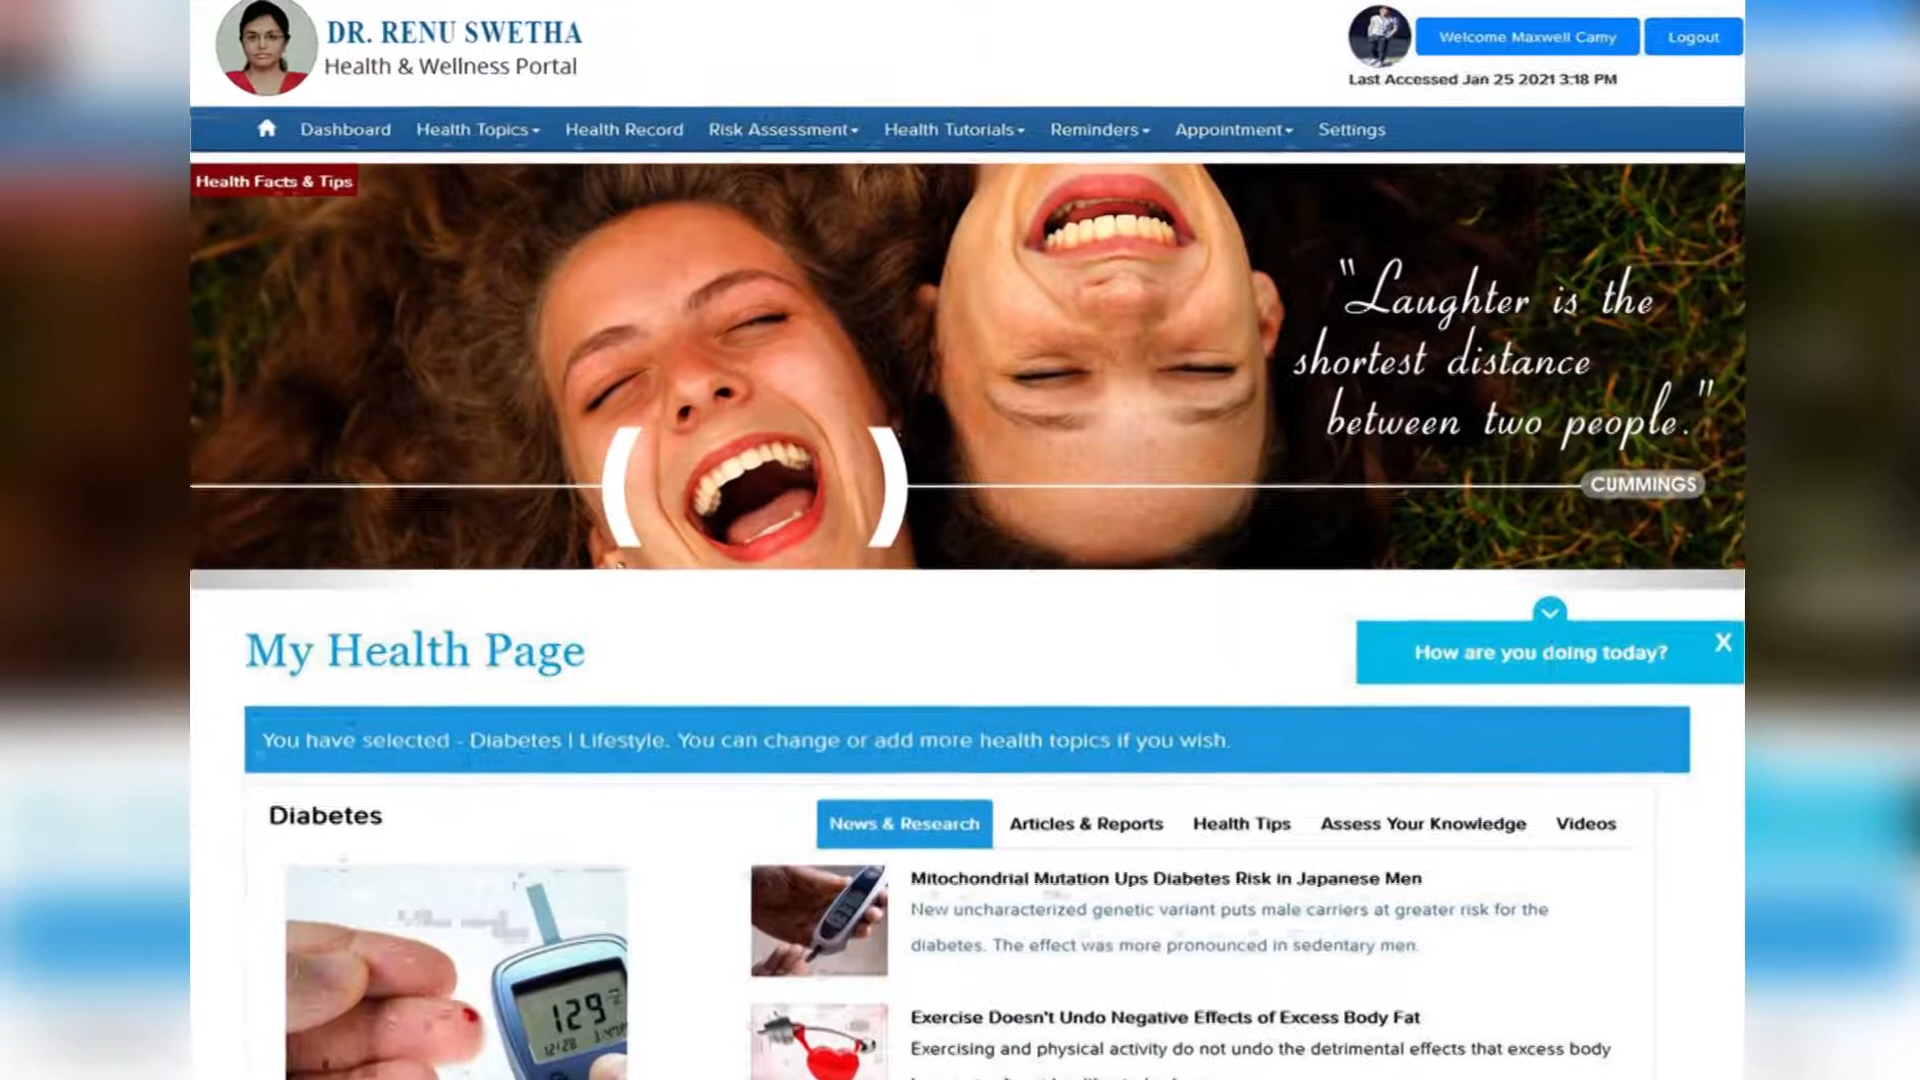 DR. RENU SWETHA
Health & Wellness Portal
Welcome Maxwell Camy
Logout
Last Accessed Jan 25 2021 3:18 PM
Dashboard Health Topics Health Record Risk Assessment Health Tutorials Reminders Appointment Settings
Health Facts & Tips
"Laughter is the
shortest distance
between two people."
CUMMINGS
My Health Page
How are you doing today?
X
You have selected - Diabetes | Lifestyle. You can change or add more health topics if you wish.
Diabetes
News & Research Articles & Reports Health Tips Assess Your Knowledge Videos
Mitochondrial Mutation Ups Diabetes Risk in Japanese Men
New uncharacterized genetic variant puts male carriers at greater risk for the
diabetes. The effect was more pronounced in sedentary men.
129
12:28
Exercise Doesn't Undo Negative Effects of Excess Body Fat
Exercising and physical activity do not undo the detrimental effects that excess body